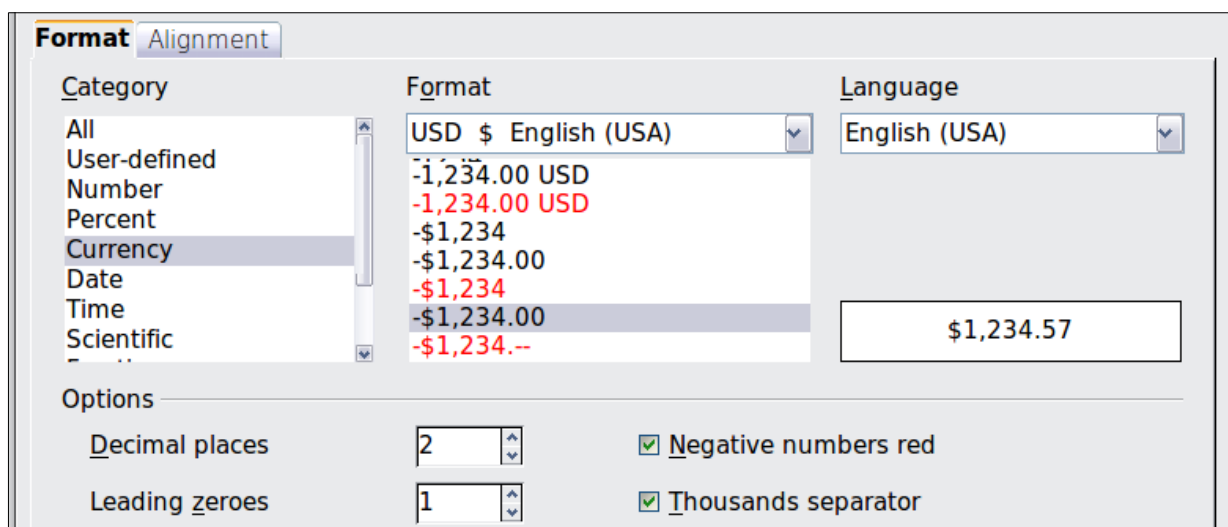 Format Alignment
Category
All
User-defined
Number
Percent
Currency
Date
Time
Scientific
Format
USD $ English (USA)
-1,234.00 USD
-1,234.00 USD
-$1,234
-$1,234.00
-$1,234
-$1,234.00
-$1,234.--
Language
English (USA)
$1,234.57
Options
Decimal places 2 Negative numbers red
Leading zeroes 1 Thousands separator